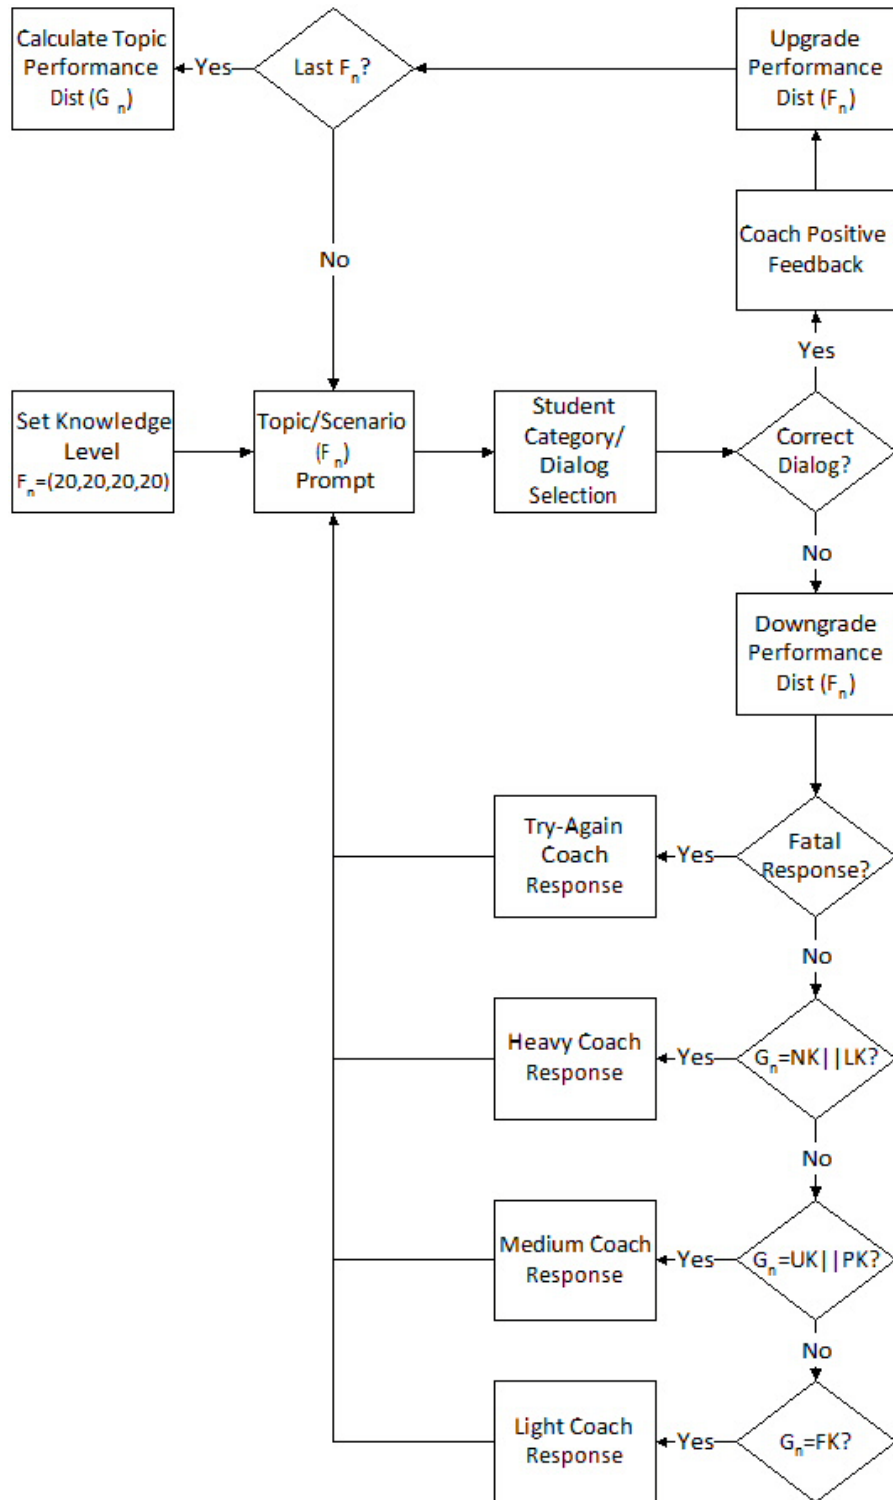 Calculate Topic
Performance
Dist (G n)
Yes
Last Fn?
Upgrade
Performance
Dist (Fn)
No
Coach Positive
Feedback
Yes
Set Knowledge
Level
Fn=(20,20,20,20)
Topic/Scenario
(Fn)
Prompt
Student
Category/
Dialog
Selection
Correct
Dialog?
No
Downgrade
Performance
Dist (Fn)
Try-Again
Coach
Response
Yes
Fatal
Response?
No
Heavy Coach
Response
Yes
Gn=NK||LK?
No
Medium Coach
Response
Yes
Gn=UK||PK?
No
Light Coach
Response
Yes
Gn=FK?